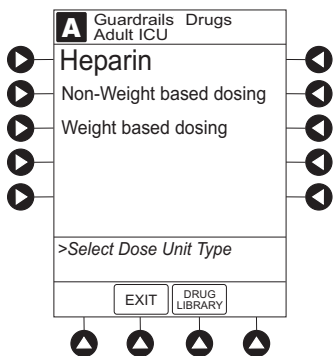 A Guardrails Drugs
Adult ICU
Heparin
Non-Weight based dosing
Weight based dosing
>Select Dose Unit Type
EXIT
DRUG
LIBRARY